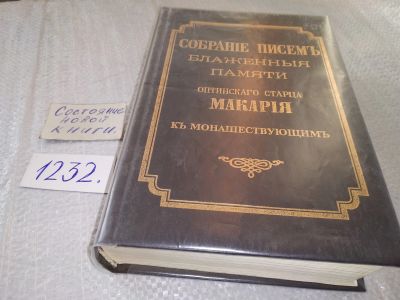 СОБРАНІЕ ПИСЕМЪ
БЛАЖЕННЫЯ
ПАМЯТИ
ОПТИНСКАГО СТАРЦА
МАКАРІЯ
КЪ МОНАШЕСТВУЮЩИМЪ
Состояние
новой
книги.
1232.